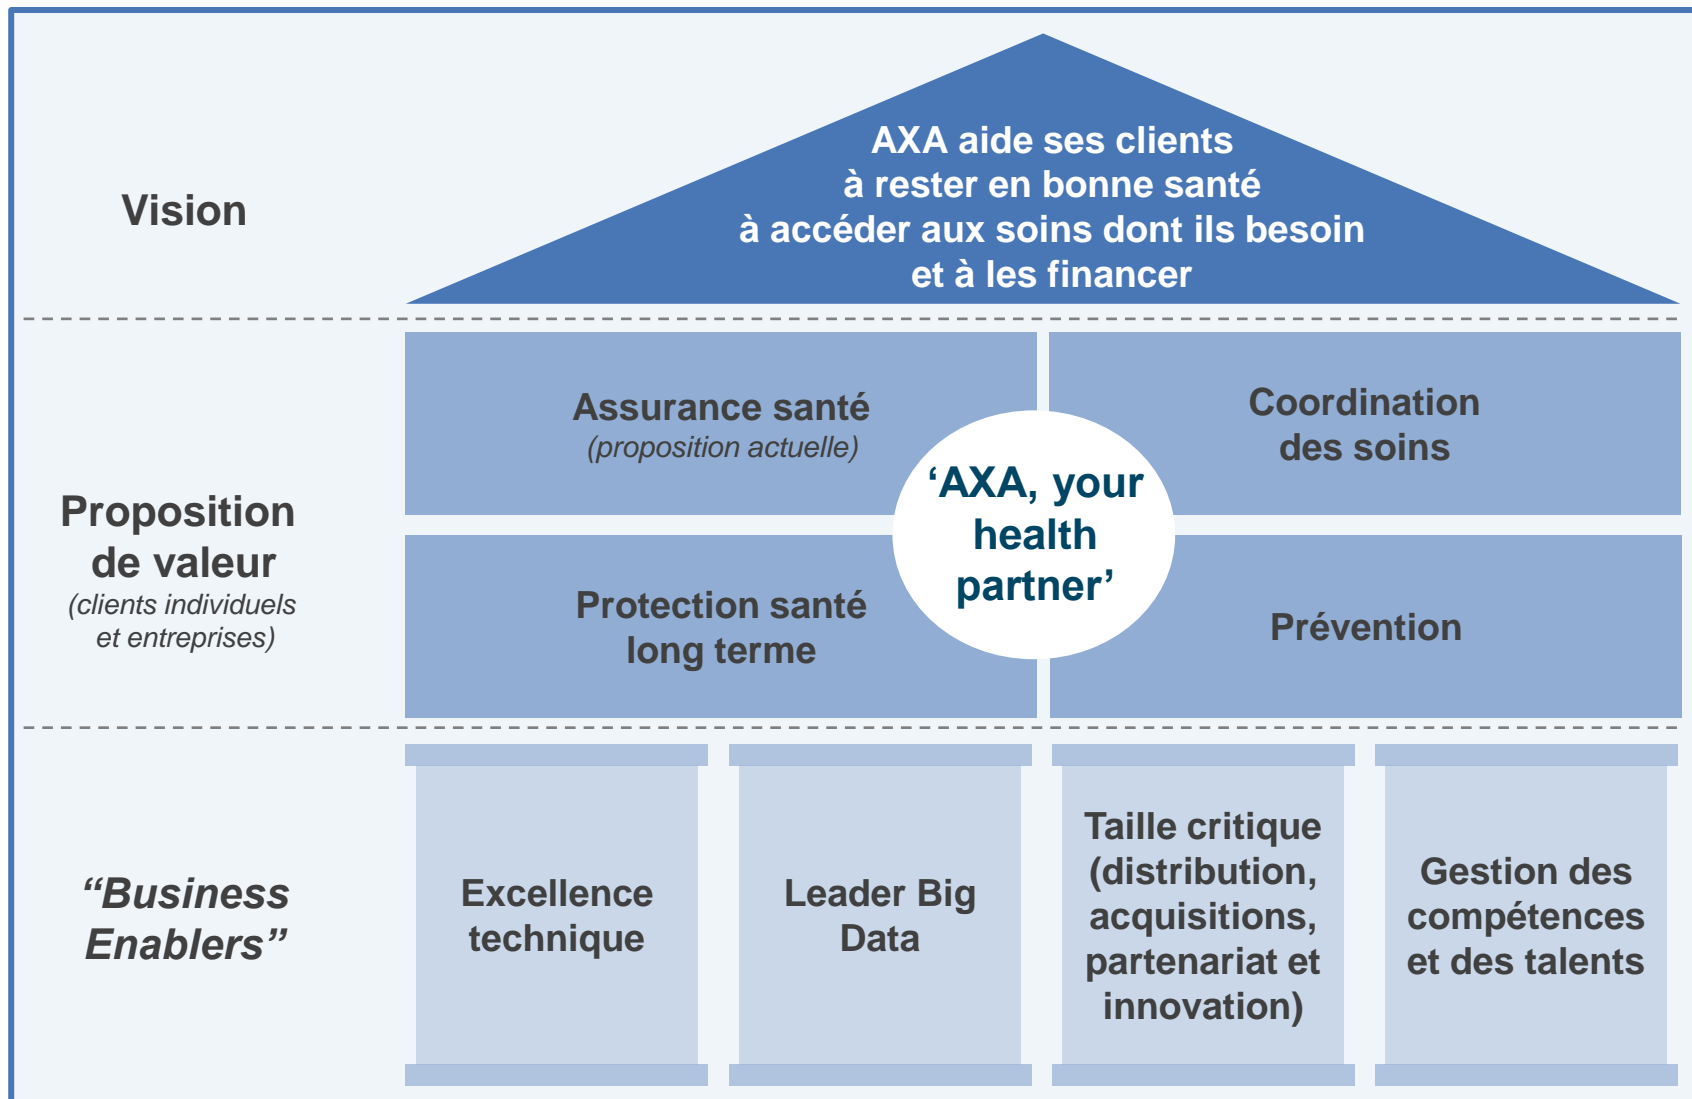 Vision
AXA aide ses clients
à rester en bonne santé
à accéder aux soins dont ils besoin
et à les financer
Proposition
de valeur
(clients individuels
et entreprises)
Assurance santé
(proposition actuelle)
Coordination
des soins
‘AXA, your
health
partner’
Protection santé
long terme
Prévention
“Business
Enablers”
Excellence
technique
Leader Big
Data
Taille critique
(distribution,
acquisitions,
partenariat et
innovation)
Gestion des
compétences
et des talents